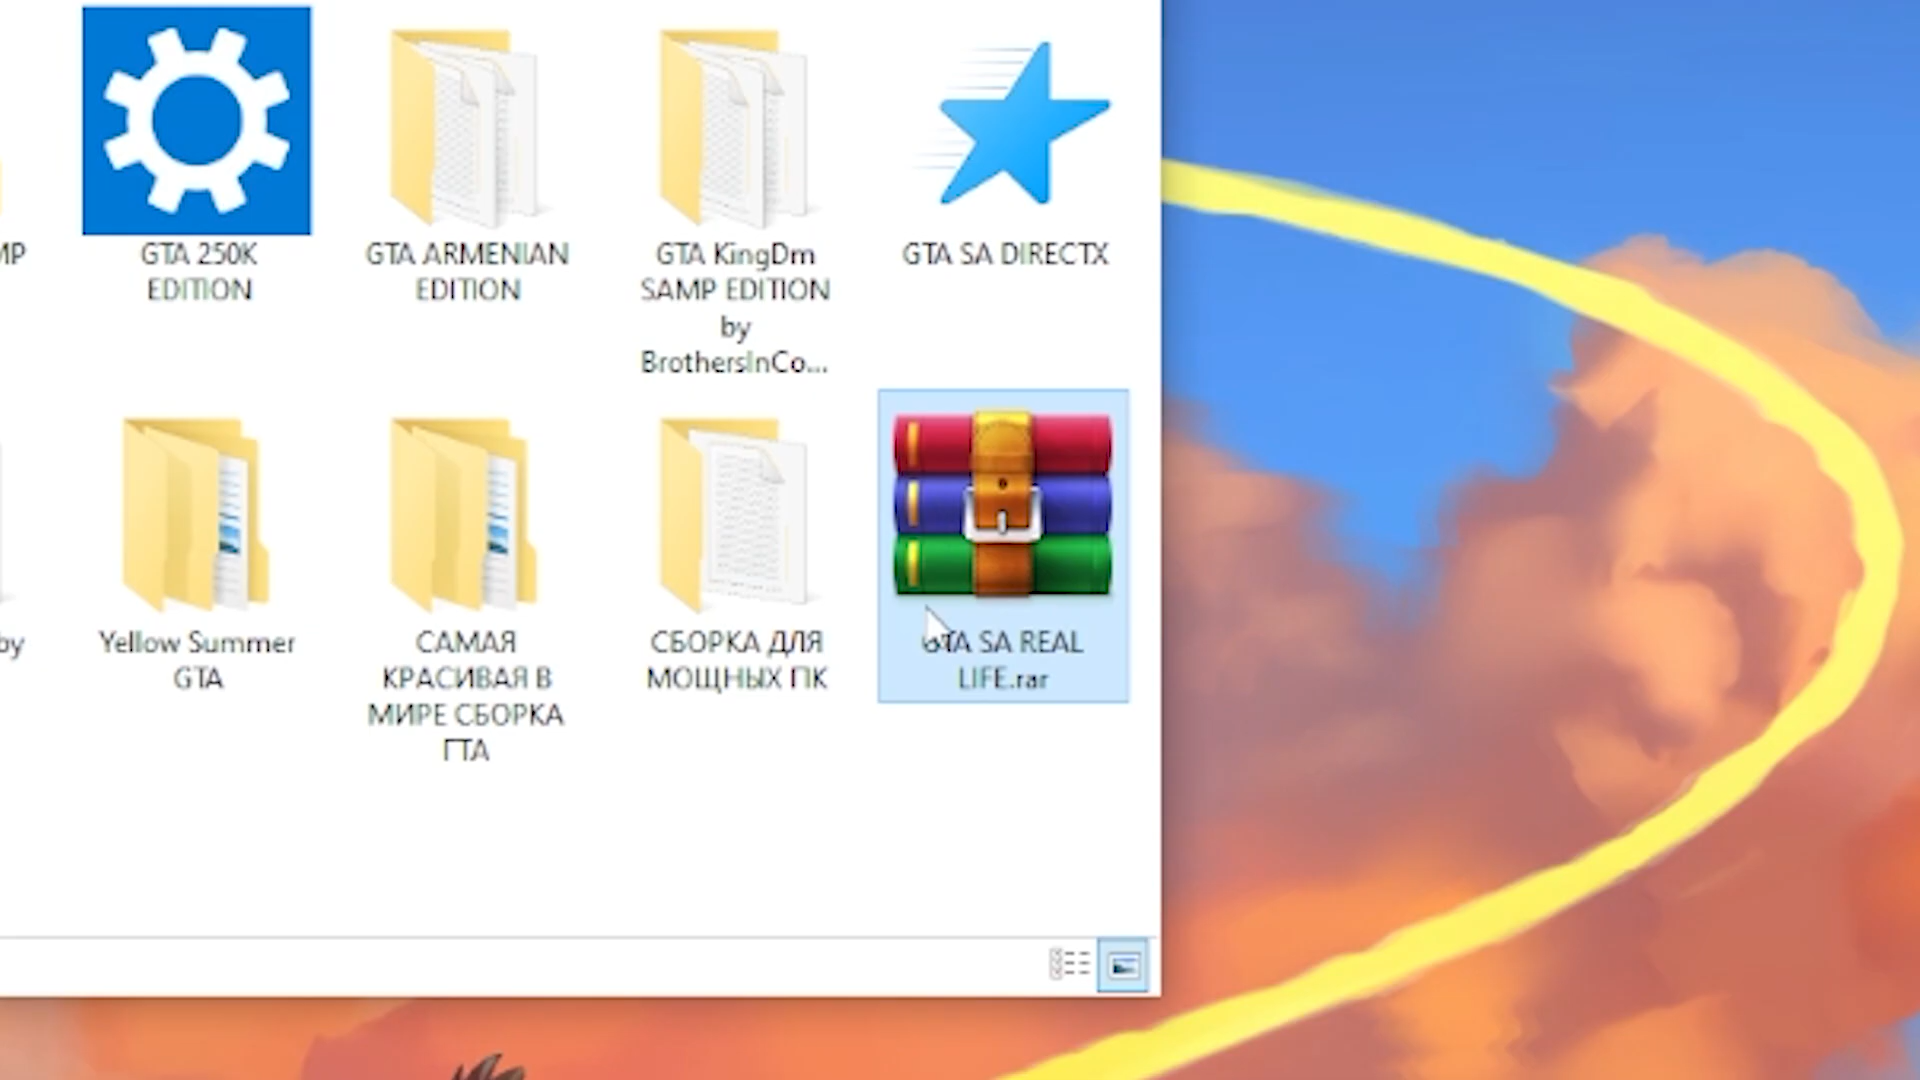 MP
GTA 250K
EDITION
GTA ARMENIAN
EDITION
GTA KingDm
SAMP EDITION
by
BrothersInCo...
GTA SA DIRECTX
by
Yellow Summer
GTA
САМАЯ
КРАСИВАЯ В
МИРЕ СБОРКА
ГТА
СБОРКА ДЛЯ
МОЩНЫХ ПК
GTA SA REAL
LIFE.rar